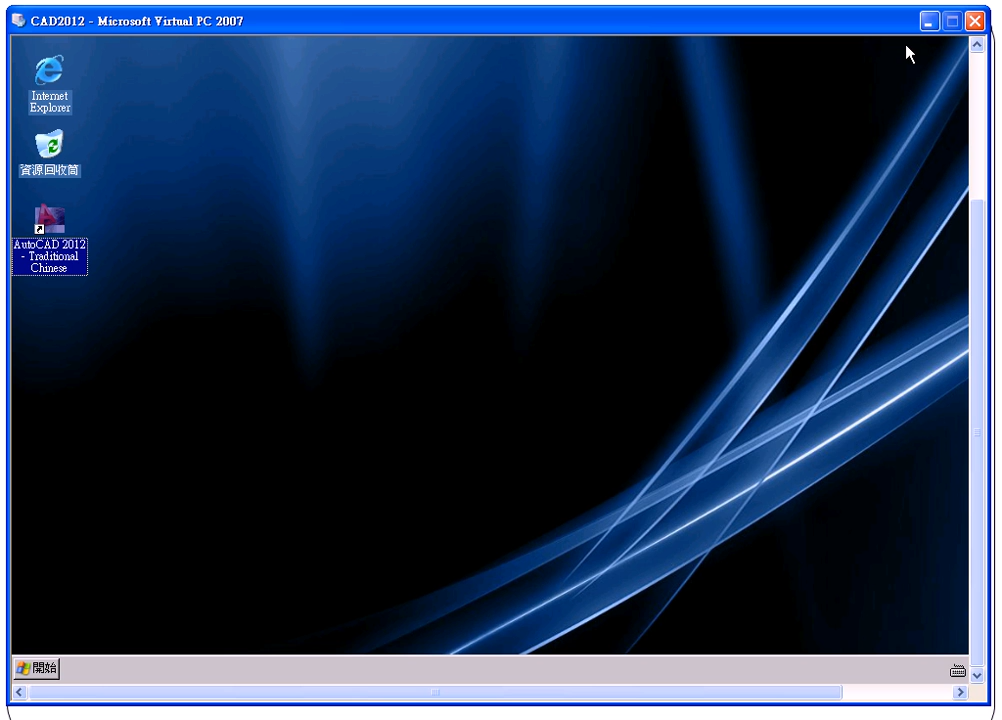 CAD2012 - Microsoft Virtual PC 2007
Internet
Explorer
資源回收筒
AutoCAD 2012
- Traditional
Chinese
開始